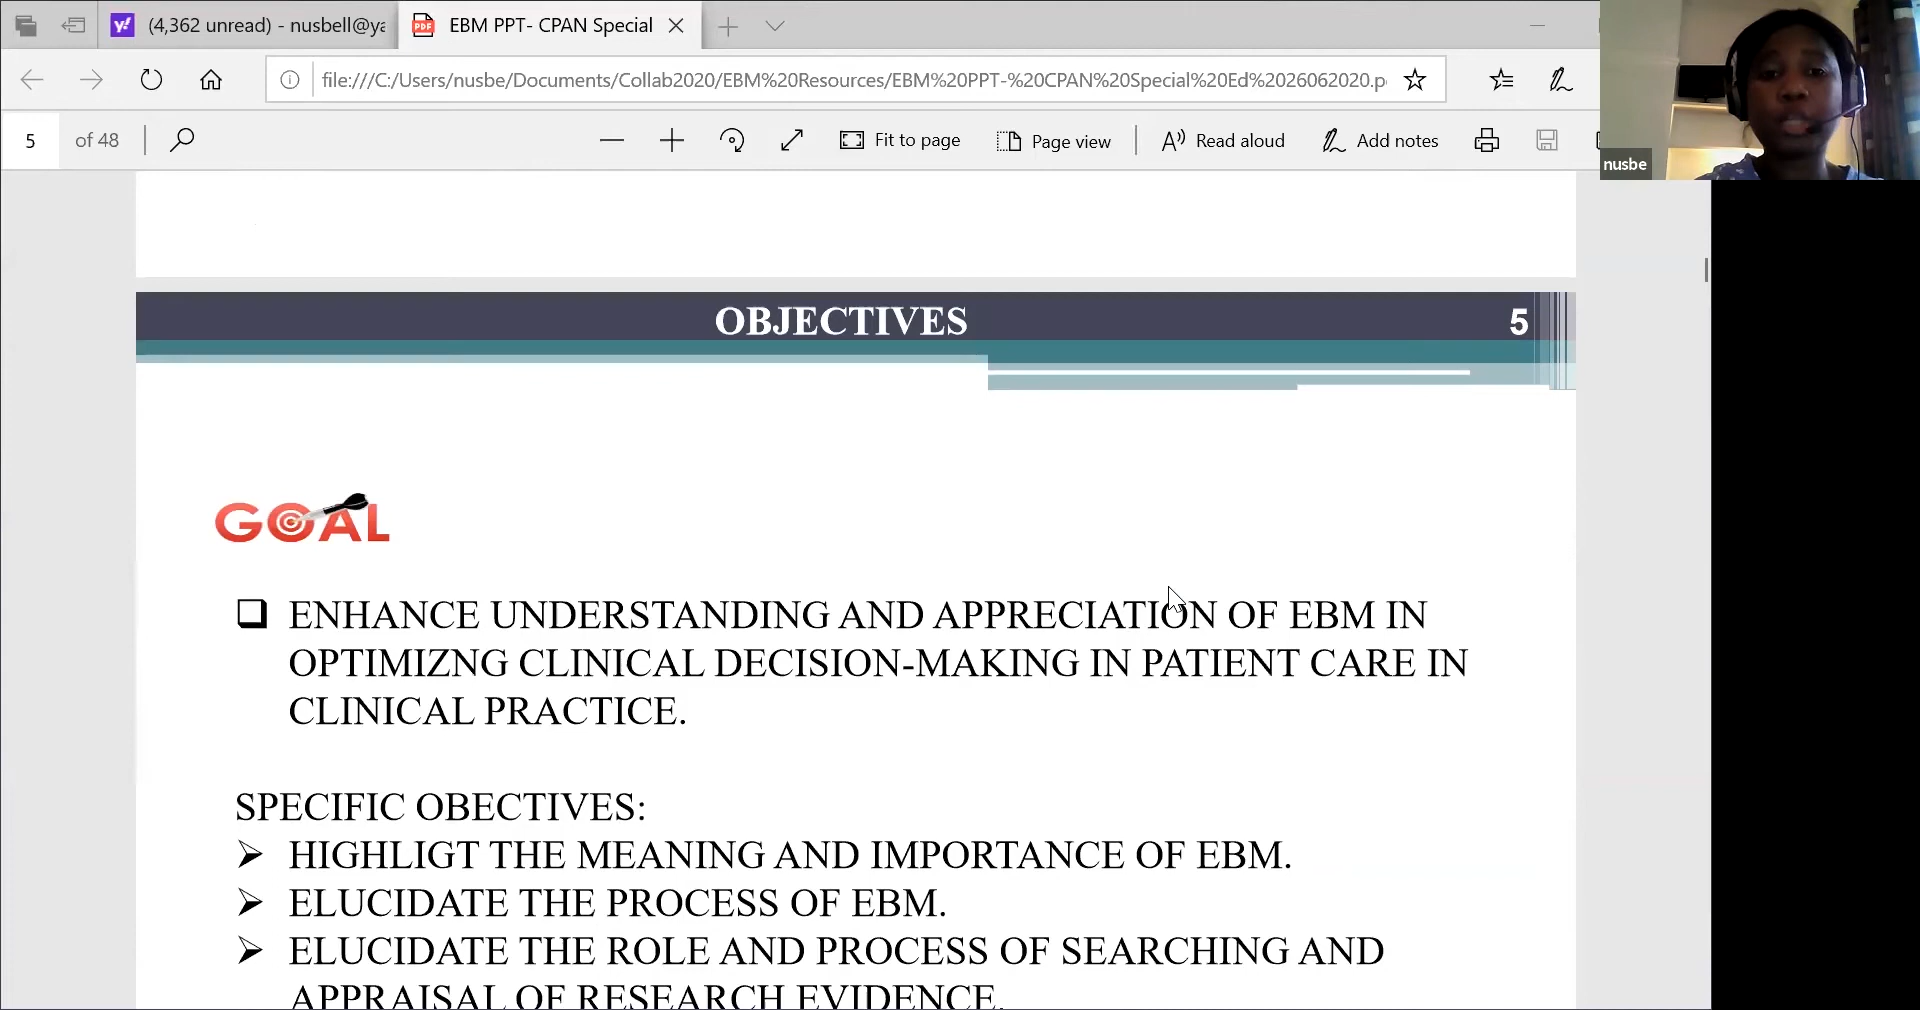 (4,362 unread) - nusbell@ya
PDF
EBM PPT- CPAN Special
file:///C:/Users/nusbe/Documents/Collab2020/EBM%20Resources/EBM%20PPT-%20CPAN%20Special%20Ed%2026062020.p
5 of 48
Fit to page
Page view
Read aloud
Add notes
nusbe
OBJECTIVES
5
GOAL
ENHANCE UNDERSTANDING AND APPRECIATION OF EBM IN
OPTIMIZNG CLINICAL DECISION-MAKING IN PATIENT CARE IN
CLINICAL PRACTICE.
SPECIFIC OBECTIVES:
HIGHLIGT THE MEANING AND IMPORTANCE OF EBM.
ELUCIDATE THE PROCESS OF EBM.
ELUCIDATE THE ROLE AND PROCESS OF SEARCHING AND
APPRAISAL OF RESEARCH EVIDENCE.